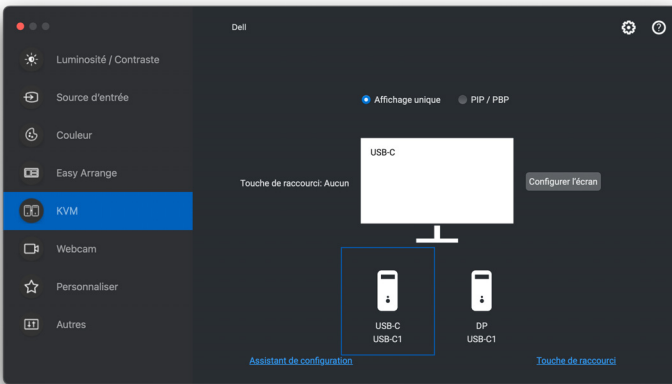 Dell
Luminosité / Contraste
Source d'entrée
Couleur
Easy Arrange
KVM
Webcam
Personnaliser
Autres
Affichage unique
PIP / PBP
USB-C
Touche de raccourci: Aucun
Configurer l'écran
USB-C
USB-C1
DP
USB-C1
Assistant de configuration
Touche de raccourci